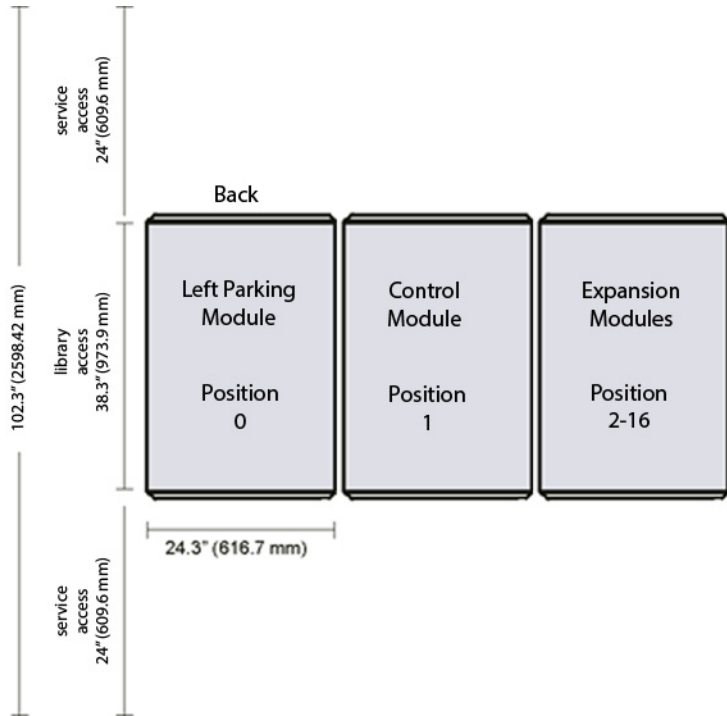 service
access
24"(609.6 mm)
Back
102.3"(2598.42 mm)
library
access
38.3"(973.9 mm)
Left Parking
Module
Position
0
Control
Module
Position
1
Expansion
Modules
Position
2-16
24.3" (616.7 mm)
service
access
24"(609.6 mm)